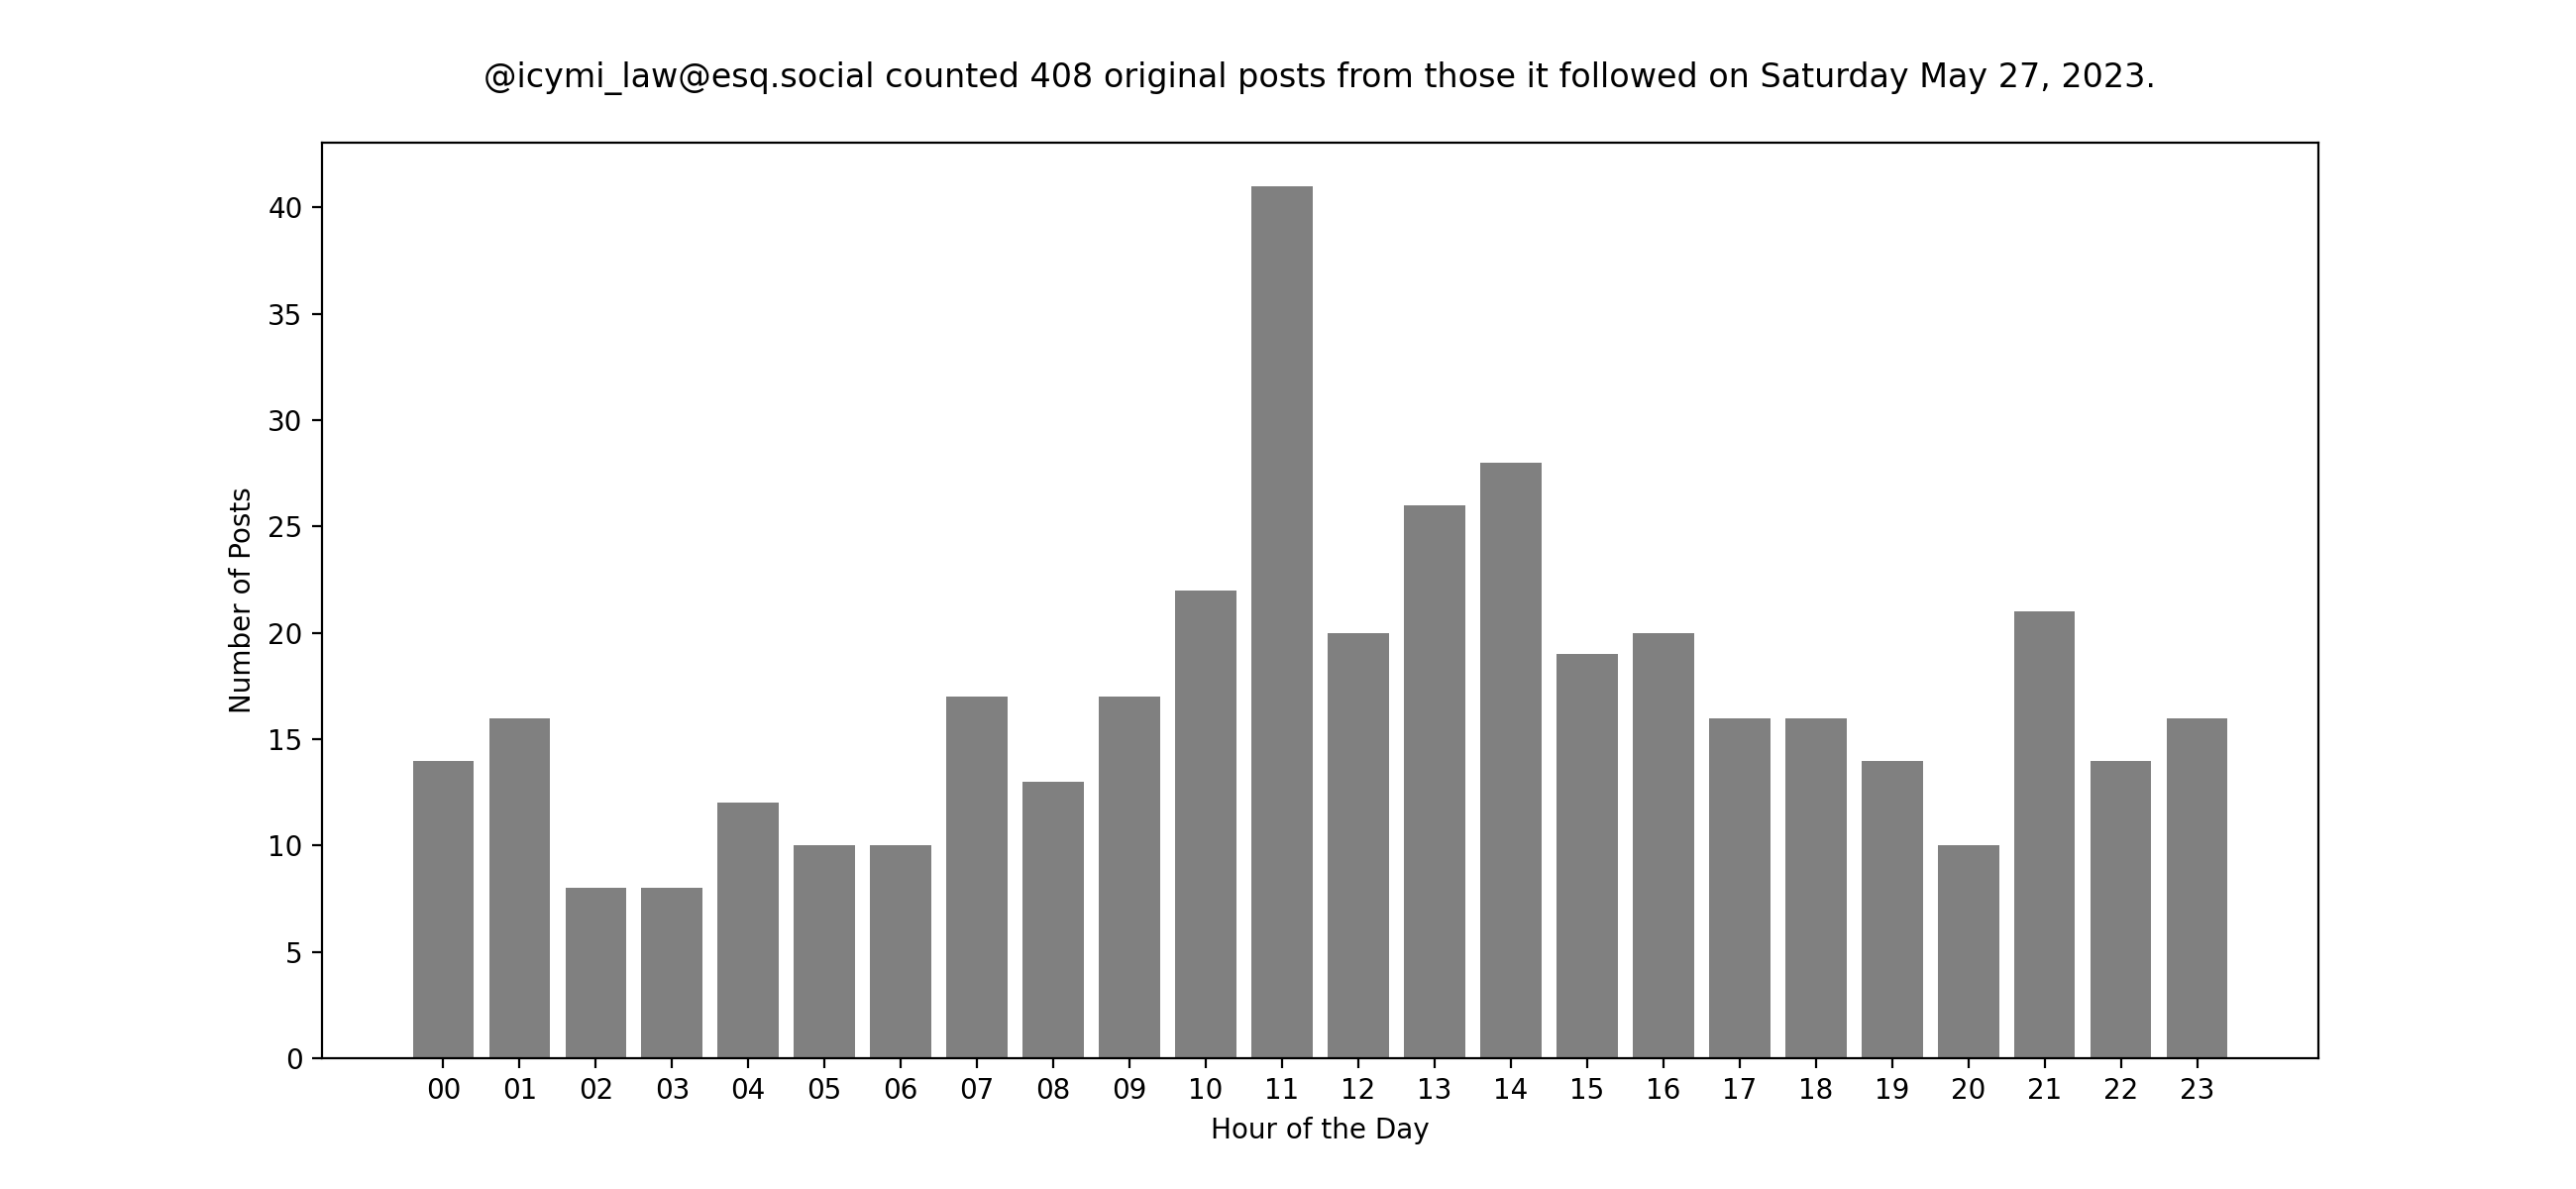 @icymi_law@esq.social counted 408 original posts from those it followed on Saturday May 27, 2023.
Number of Posts
40
35
30
25
20
15
10
5
0
00 01 02 03 04 05 06 07 08 09 10 11 12 13 14 15 16 17 18 19 20 21 22 23
Hour of the Day